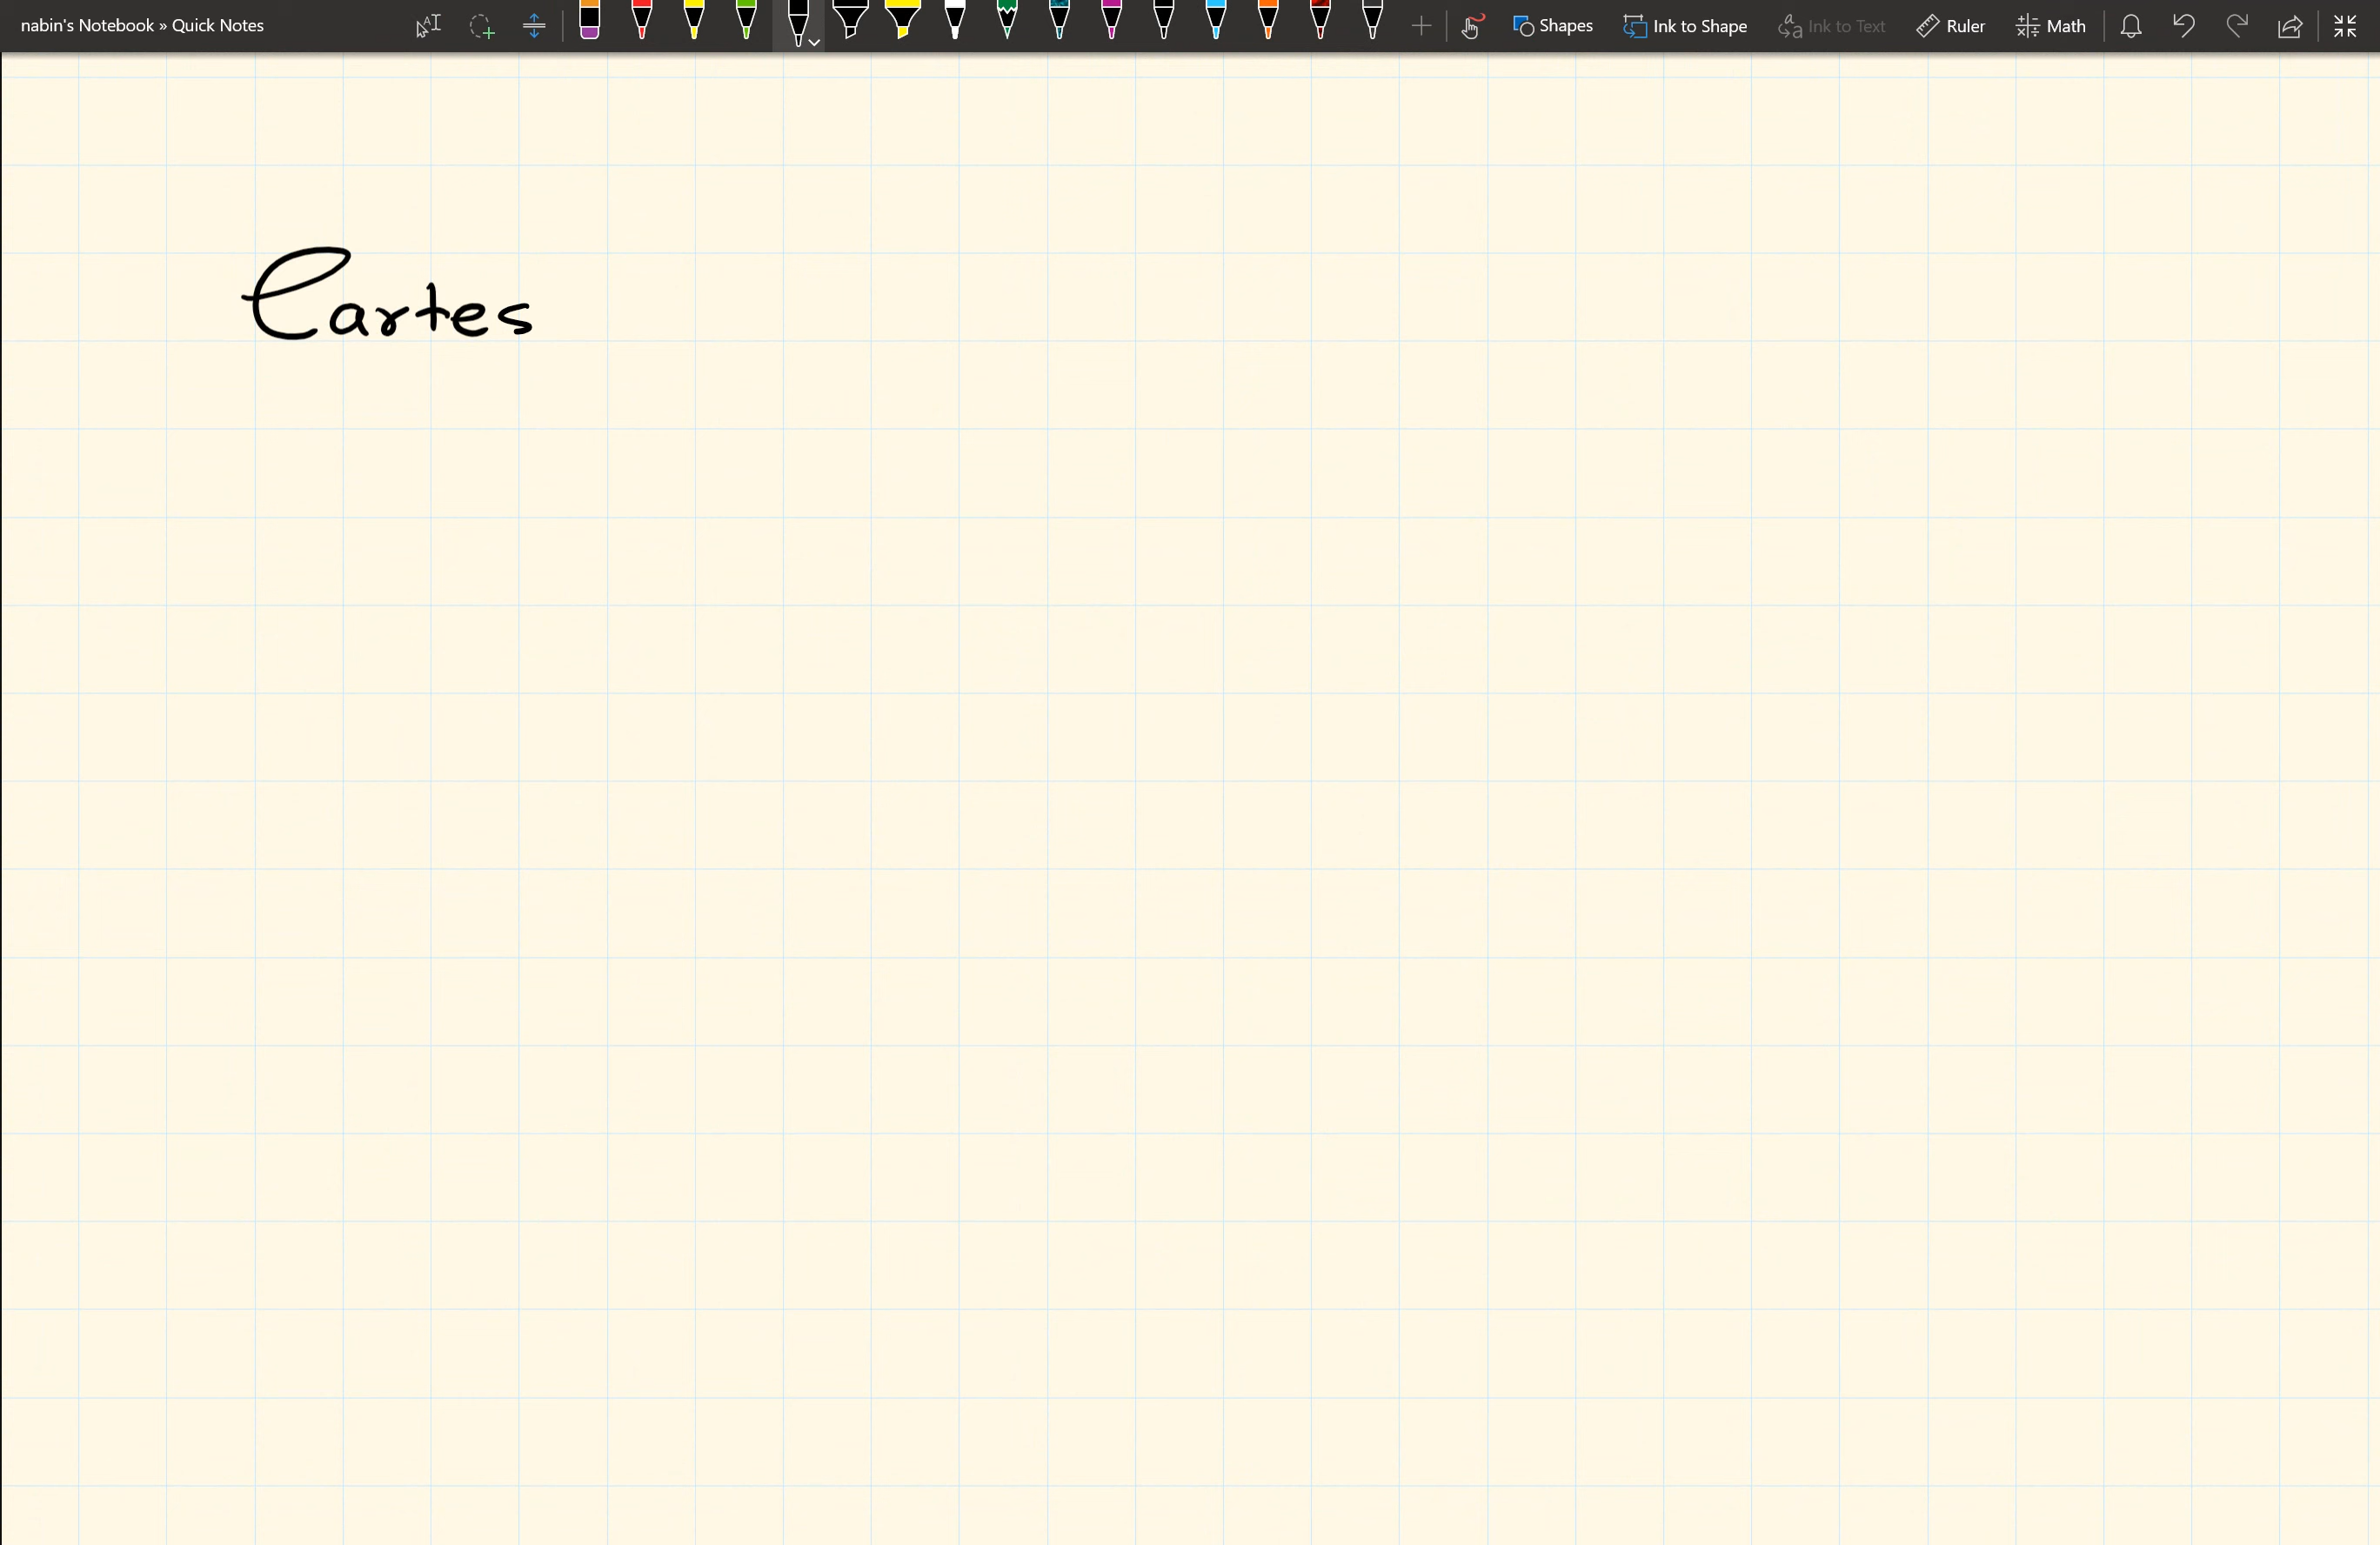 nabin's Notebook » Quick Notes
Shapes
Ink to Shape
Ink to Text
Ruler
Math
Cartes